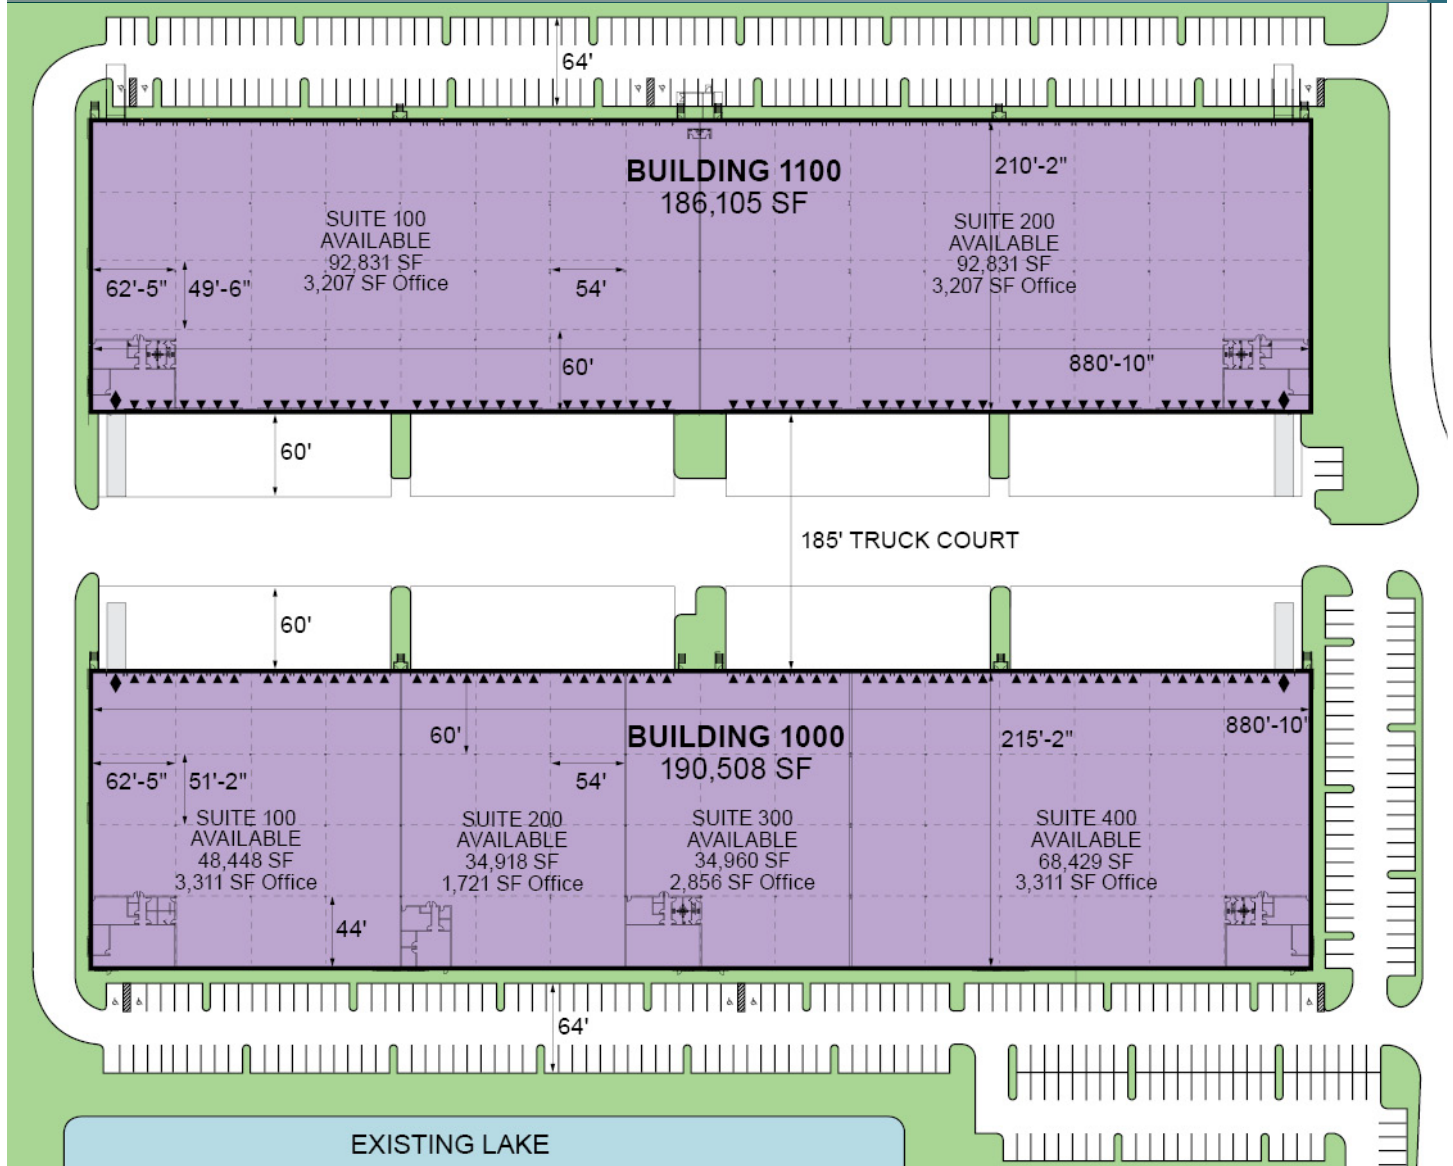 64'
BUILDING 1100
186,105 SF
210'-2"
SUITE 100
AVAILABLE
92,831 SF
3,207 SF Office
SUITE 200
AVAILABLE
92,831 SF
3,207 SF Office
62'-5"
49'-6"
54'
60'
880'-10"
60'
185' TRUCK COURT
60'
60'
BUILDING 1000
190,508 SF
215'-2"
880'-10'
62'-5"
51'-2"
54'
SUITE 100
AVAILABLE
48,448 SF
3,311 SF Office
SUITE 200
AVAILABLE
34,918 SF
1,721 SF Office
SUITE 300
AVAILABLE
34,960 SF
2,856 SF Office
SUITE 400
AVAILABLE
68,429 SF
3,311 SF Office
44'
64'
EXISTING LAKE